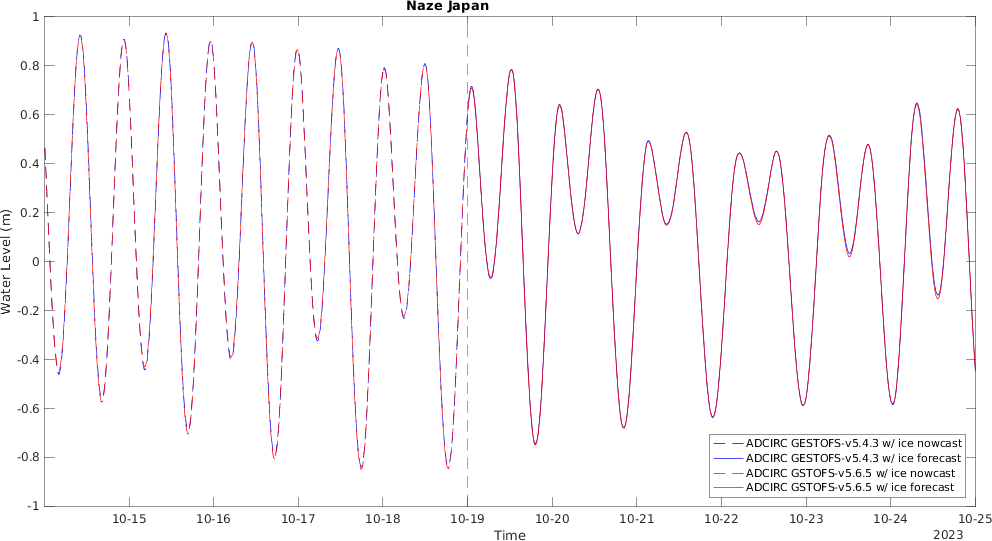 Naze Japan
1
0.8
0.6
0.4
0.2
0
-0.2
-0.4
-0.6
-0.8
-1
Water Level (m)
10-15 10-16 10-17 10-18 10-19 10-20 10-21 10-22 10-23 10-24 10-25
Time
2023
ADCIRC GESTOFS-v5.4.3 w/ ice nowcast
ADCIRC GESTOFS-v5.4.3 w/ ice forecast
ADCIRC GSTOFS-v5.6.5 w/ ice nowcast
ADCIRC GSTOFS-v5.6.5 w/ ice forecast